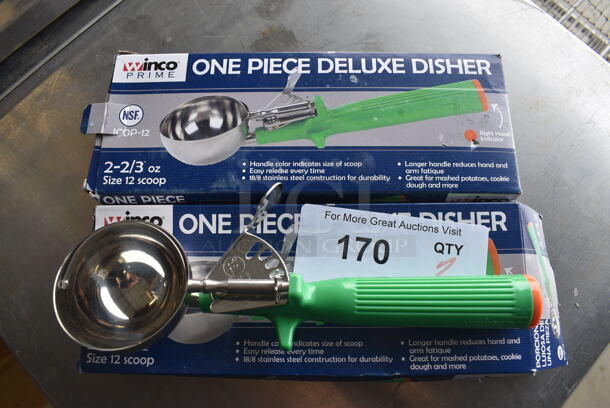 Winco
PRIME
ONE PIECE DELUXE DISHER
NSF
ICOP-12
Right Hand
Indicator
2-2/3 oz
Size 12 scoop
• Handle color indicates size of scoop
• Easy release every time
• 18/8 stainless steel construction for durability
• Longer handle reduces hand and
arm fatigue
• Great for mashed potatoes, cookie
dough and more
Winco
ONE PIECE DISHER
For More Great Auctions Visit
170
QTY
winco
Size 12 scoop
• Handle color indicates size of scoop
• Easy release every time
• 18/8 stainless steel construction for durability
Longer handle reduces hand and
arm fatigue
• Great for mashed potatoes, cookie
dough and more
UNA PIEZA